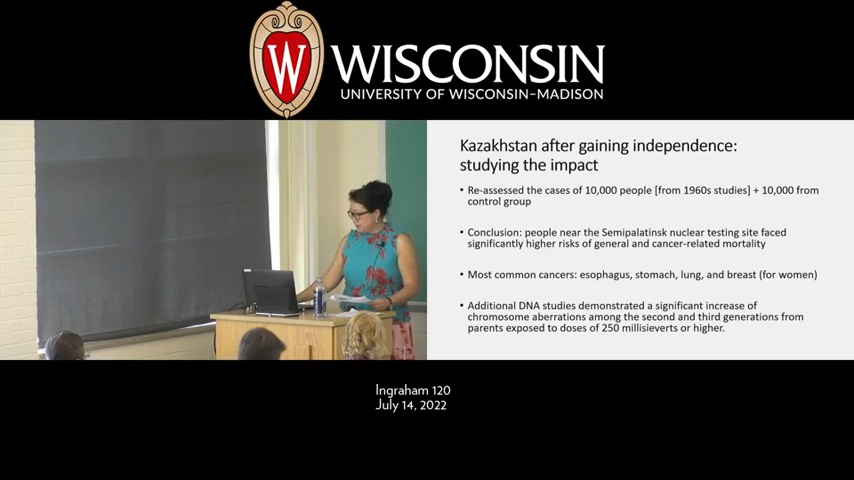 W
WISCONSIN
UNIVERSITY OF WISCONSIN–MADISON
Kazakhstan after gaining independence:
studying the impact
• Re-assessed the cases of 10,000 people [from 1960s studies] + 10,000 from
control group
• Conclusion: people near the Semipalatinsk nuclear testing site faced
significantly higher risks of general and cancer-related mortality
• Most common cancers: esophagus, stomach, lung, and breast (for women)
• Additional DNA studies demonstrated a significant increase of
chromosome aberrations among the second and third generations from
parents exposed to doses of 250 millisieverts or higher.
Ingraham 120
July 14, 2022